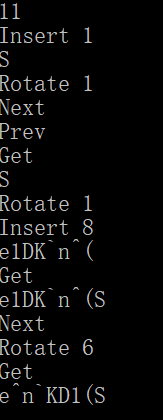 11
Insert 1
S
Rotate 1
Next
Prev
Get
S
Rotate 1
Insert 8
e1DK`n^(
Get
e1DK`n^(S
Next
Rotate 6
Get
e^n`KD1(S